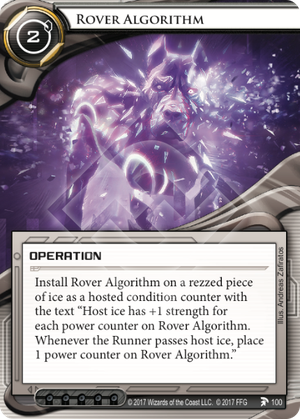 Rover Algorithm
2
OPERATION
Install Rover Algorithm on a rezzed piece
of ice as a hosted condition counter with
the text “Host ice has +1 strength for
each power counter on Rover Algorithm.
Whenever the Runner passes host ice, place
1 power counter on Rover Algorithm.”
Illus. Andreas Zafiratos
© 2017 Wizards of the Coast LLC. © 2017 FFG
100